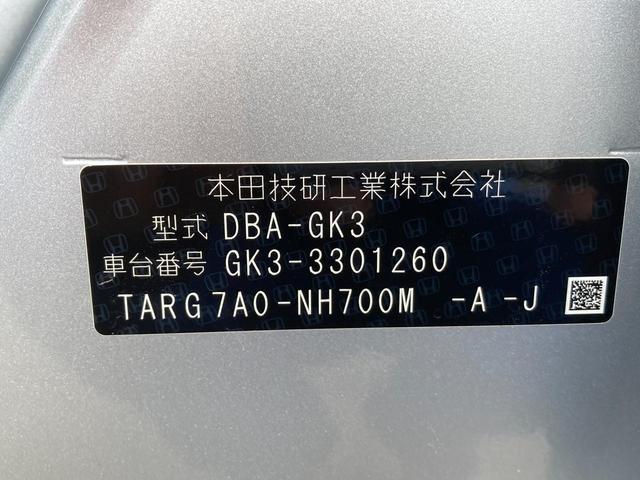 本田技研工業株式会社
型式 DBA-GK3
車台番号 GK3-3301260
TARG7A0-NH700M -A-J